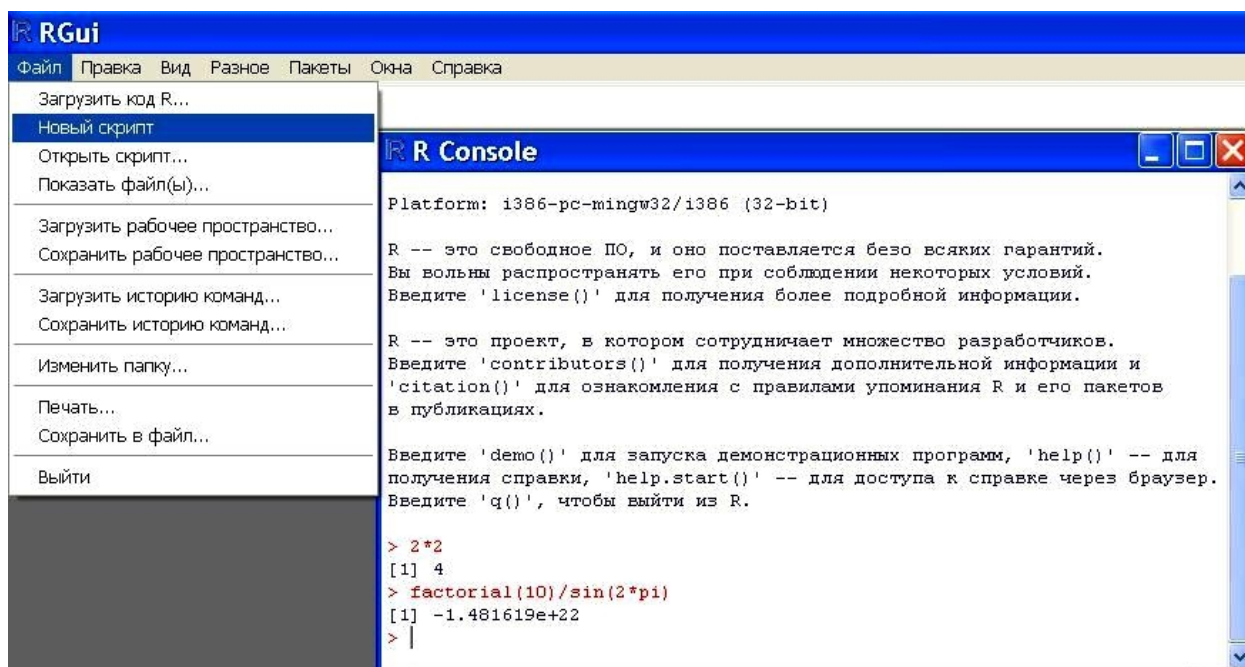 RGui
Файл Правка Вид Разное Пакеты Окна Справка
Загрузить код R...
Новый скрипт
Открыть скрипт...
Показать файл(ы)...
Загрузить рабочее пространство...
Сохранить рабочее пространство...
Загрузить историю команд...
Сохранить историю команд...
Изменить папку...
Печать...
Сохранить в файл...
Выйти
R Console
Platform: i386-pc-mingw32/i386 (32-bit)
R -- это свободное ПО, и оно поставляется безо всяких гарантий.
Вы вольны распространять его при соблюдении некоторых условий.
Введите 'license()' для получения более подробной информации.
R -- это проект, в котором сотрудничает множество разработчиков.
Введите 'contributors()' для получения дополнительной информации и
'citation()' для ознакомления с правилами упоминания R и его пакетов
в публикациях.
Введите 'demo()' для запуска демонстрационных программ, 'help()' -- для
получения справки, 'help.start()' -- для доступа к справке через браузер.
Введите 'q()', чтобы выйти из R.
> 2*2
[1] 4
> factorial(10)/sin(2*pi)
[1] -1.481619e+22
>